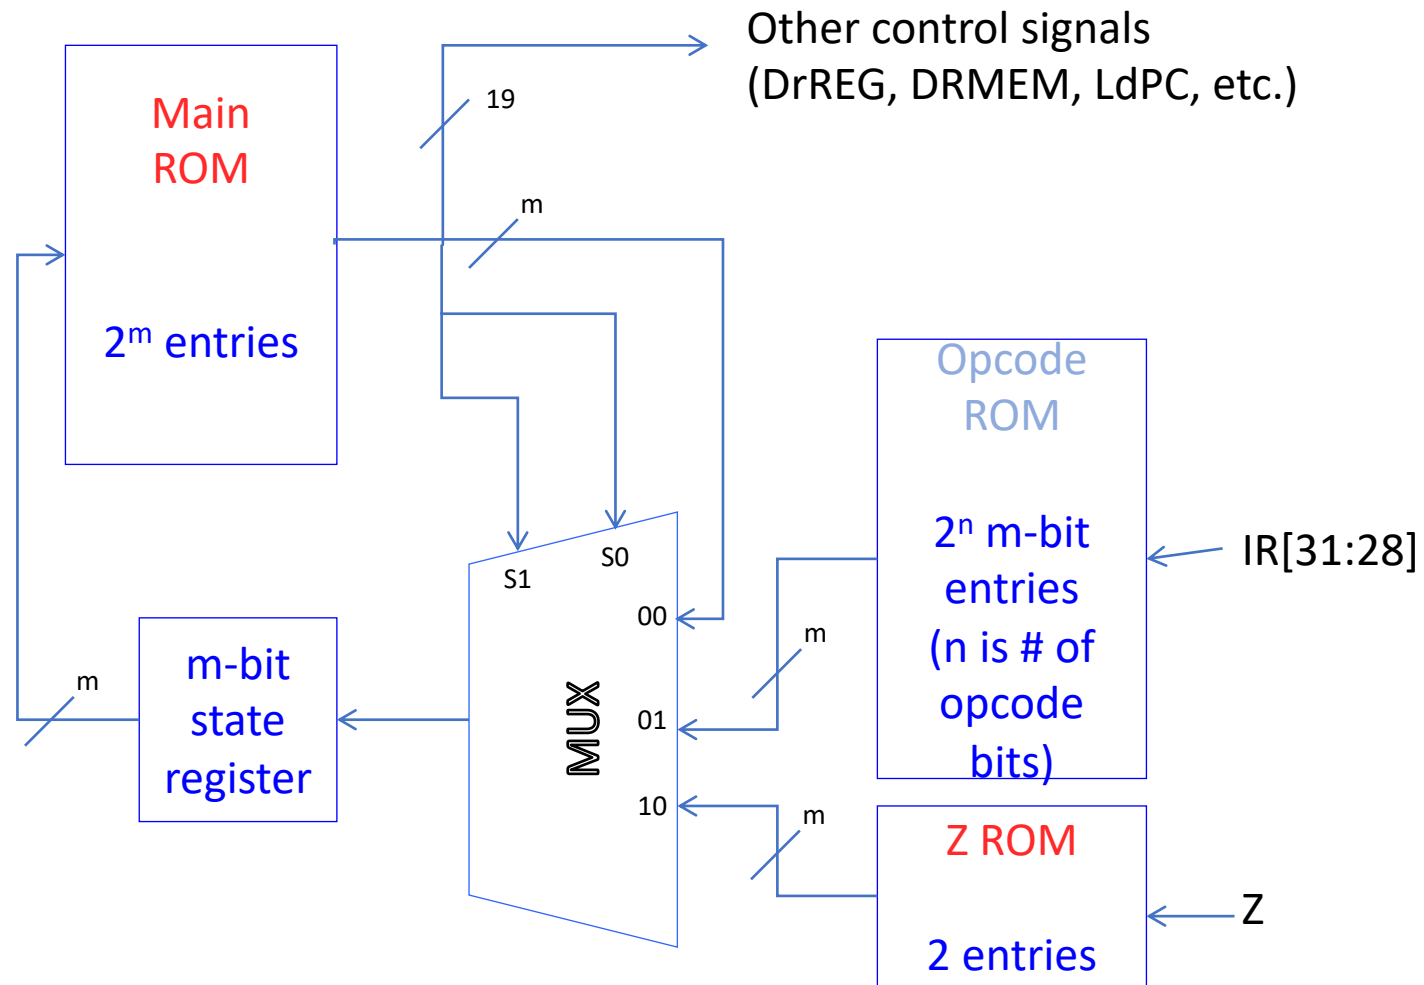 Other control signals
(DrREG, DRMEM, LdPC, etc.)
19
Main
ROM
m
2ᵐ entries
Opcode
ROM
2ⁿ m-bit
entries
(n is # of
opcode
bits)
IR[31:28]
S1
S0
00
m
MUX
01
m-bit
state
register
m
10
m
Z ROM
Z
2 entries